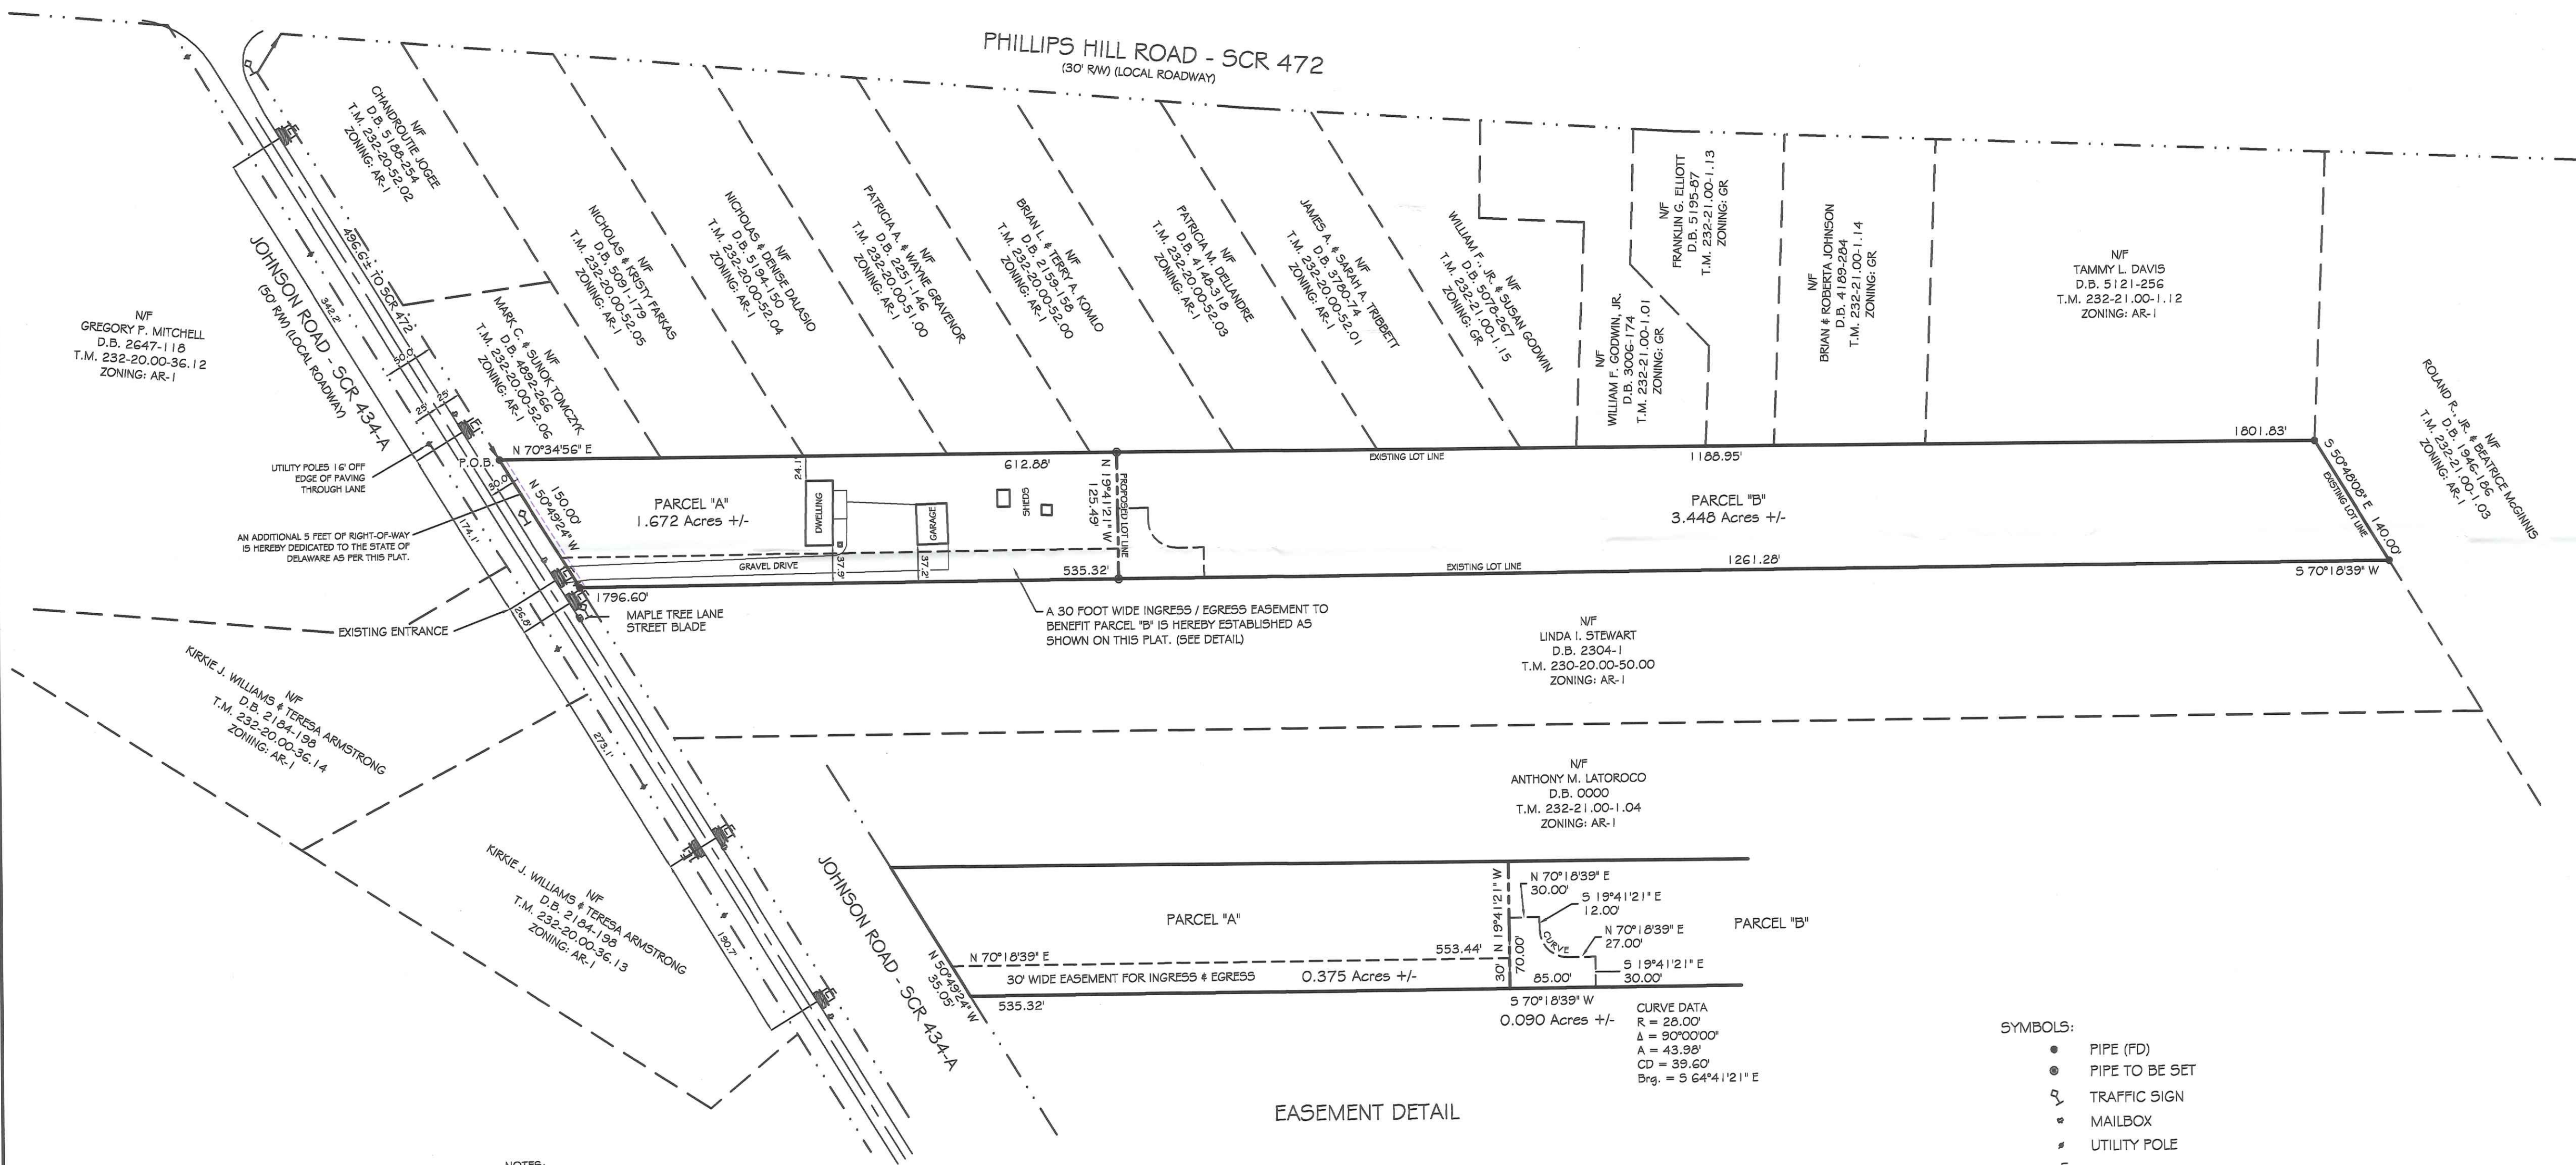 PHILLIPS HILL ROAD - SCR 472
(30' R/W) (LOCAL ROADWAY)
N/F
CHANDROUTIE JOGEE
D.B. 5188-254
T.M. 232-20-52.02
ZONING: AR-1
496.6'± TO SCR 472
342.2'
JOHNSON ROAD - SCR 434-A
(50' R/W) (LOCAL ROADWAY)
N/F
GREGORY P. MITCHELL
D.B. 2647-118
T.M. 232-20.00-36.12
ZONING: AR-1
N/F
MARK C. & SUNOK TOMCZYK
D.B. 4892-266
T.M. 232-20.00-52.06
ZONING: AR-1
N/F
NICHOLAS & KRISTY FARKAS
D.B. 5091-179
T.M. 232-20.00-52.05
ZONING: AR-1
N/F
NICHOLAS & DENISE DALASIO
D.B. 5194-150
T.M. 232-20.00-52.04
ZONING: AR-1
N/F
PATRICIA A. & WAYNE GRAVENOR
D.B. 2251-146
T.M. 232-20.00-51.00
ZONING: AR-1
N/F
BRIAN L. & TERRY A. KOMLO
D.B. 2159-158
T.M. 232-20.00-52.00
ZONING: AR-1
N/F
PATRICIA M. DELLANDRE
D.B. 4148-318
T.M. 232-20.00-52.03
ZONING: AR-1
N/F
JAMES A. & SARAH A. TRIBBETT
D.B. 3780-74
T.M. 232-20.00-52.01
ZONING: AR-1
N/F
WILLIAM F., JR. & SUSAN GODWIN
D.B. 5078-267
T.M. 232-21.00-1.15
ZONING: GR
N/F
WILLIAM F. GODWIN, JR.
D.B. 3006-174
T.M. 232-21.00-1.01
ZONING: GR
N/F
FRANKLIN G. ELLIOTT
D.B. 5195-87
T.M. 232-21.00-1.13
ZONING: GR
N/F
BRIAN & ROBERTA JOHNSON
D.B. 4189-284
T.M. 232-21.00-1.14
ZONING: GR
N/F
TAMMY L. DAVIS
D.B. 5121-256
T.M. 232-21.00-1.12
ZONING: AR-1
N/F
ROLAND R., JR. & BEATRICE McGINNIS
D.B. 1946-186
T.M. 232-21.00-1.03
ZONING: AR-1
50.0'
25'
25'
UTILITY POLES 16' OFF
EDGE OF PAVING
THROUGH LANE
P.O.B.
N 70°34'56" E
612.88'
EXISTING LOT LINE
1188.95'
1801.83'
30.0'
150.00'
N 50°49'24" W
PARCEL "A"
1.672 Acres +/-
24.1'
DWELLING
GARAGE
SHEDS
N 19°41'21" W
125.49'
PROPOSED LOT LINE
PARCEL "B"
3.448 Acres +/-
S 50°48'08" E
140.00'
EXISTING LOT LINE
AN ADDITIONAL 5 FEET OF RIGHT-OF-WAY
IS HEREBY DEDICATED TO THE STATE OF
DELAWARE AS PER THIS PLAT.
174.1'
GRAVEL DRIVE
37.9'
37.2'
535.32'
EXISTING LOT LINE
1261.28'
S 70°18'39" W
1796.60'
26.8'
EXISTING ENTRANCE
MAPLE TREE LANE
STREET BLADE
A 30 FOOT WIDE INGRESS / EGRESS EASEMENT TO
BENEFIT PARCEL "B" IS HEREBY ESTABLISHED AS
SHOWN ON THIS PLAT. (SEE DETAIL)
N/F
LINDA I. STEWART
D.B. 2304-1
T.M. 230-20.00-50.00
ZONING: AR-1
N/F
KIRKIE J. WILLIAMS & TERESA ARMSTRONG
D.B. 2184-198
T.M. 232-20.00-36.14
ZONING: AR-1
273.1'
N/F
ANTHONY M. LATOROCO
D.B. 0000
T.M. 232-21.00-1.04
ZONING: AR-1
N/F
KIRKIE J. WILLIAMS & TERESA ARMSTRONG
D.B. 2184-198
T.M. 232-20.00-36.13
ZONING: AR-1
190.7'
JOHNSON ROAD - SCR 434-A
PARCEL "A"
N 70°18'39" E
553.44'
30' WIDE EASEMENT FOR INGRESS & EGRESS
0.375 Acres +/-
N 50°49'24" W
35.05'
535.32'
N 19°41'21" W
30'
70.00'
N 70°18'39" E
30.00'
S 19°41'21" E
12.00'
CURVE
N 70°18'39" E
27.00'
S 19°41'21" E
30.00'
85.00'
S 70°18'39" W
0.090 Acres +/-
PARCEL "B"
CURVE DATA
R = 28.00'
Δ = 90°00'00"
A = 43.98'
CD = 39.60'
Brg. = S 64°41'21" E
EASEMENT DETAIL
SYMBOLS:
PIPE (FD)
PIPE TO BE SET
TRAFFIC SIGN
MAILBOX
UTILITY POLE
NOTES: